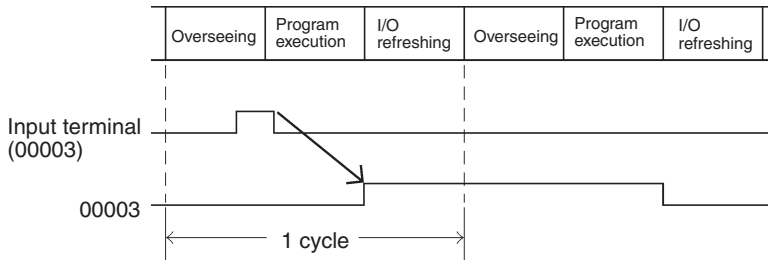 Overseeing
Program
execution
I/O
refreshing
Overseeing
Program
execution
I/O
refreshing
Input terminal
(00003)
00003
1 cycle